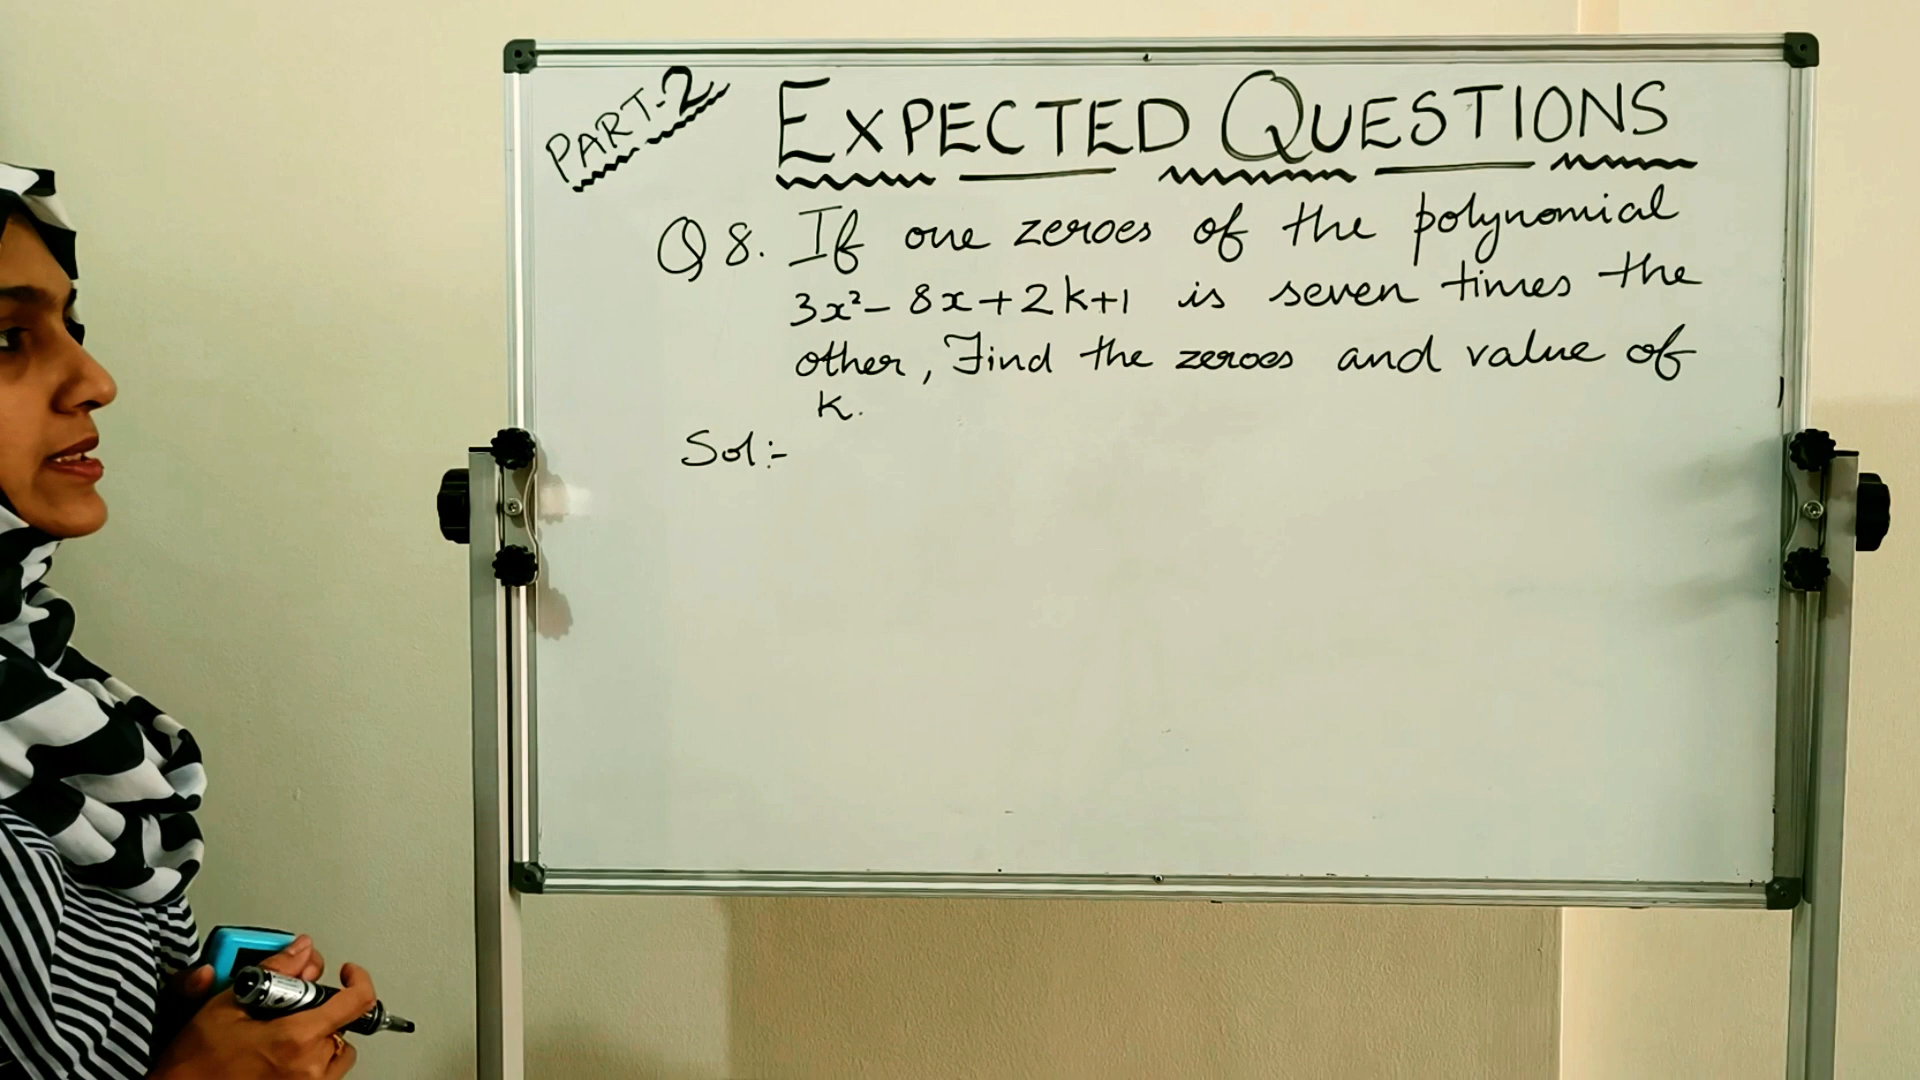 PART-2
EXPECTED QUESTIONS
Q 8. If one zeroes of the polynomial
3x²- 8x+2k+1 is seven times the
other, Find the zeroes and value of
k.
Sol:-